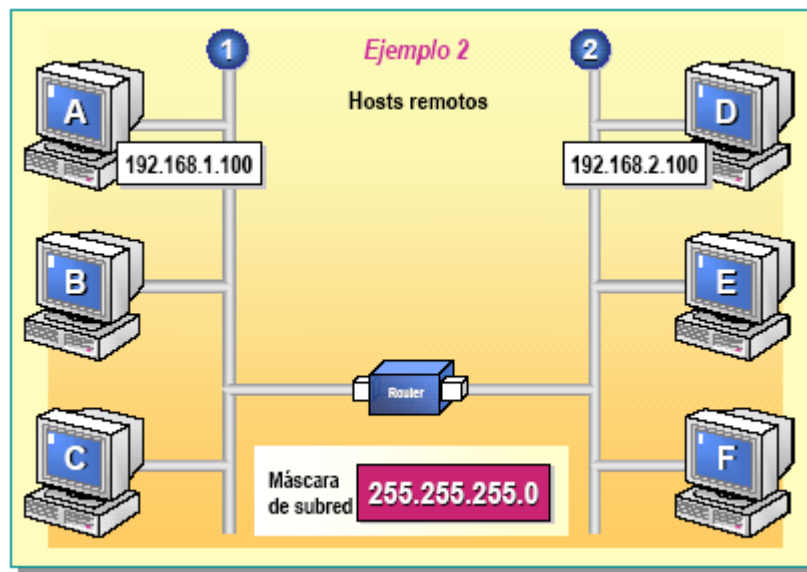 1
Ejemplo 2
2
Hosts remotos
A
D
192.168.1.100
192.168.2.100
B
E
Router
C
F
Máscara
de subred
255.255.255.0